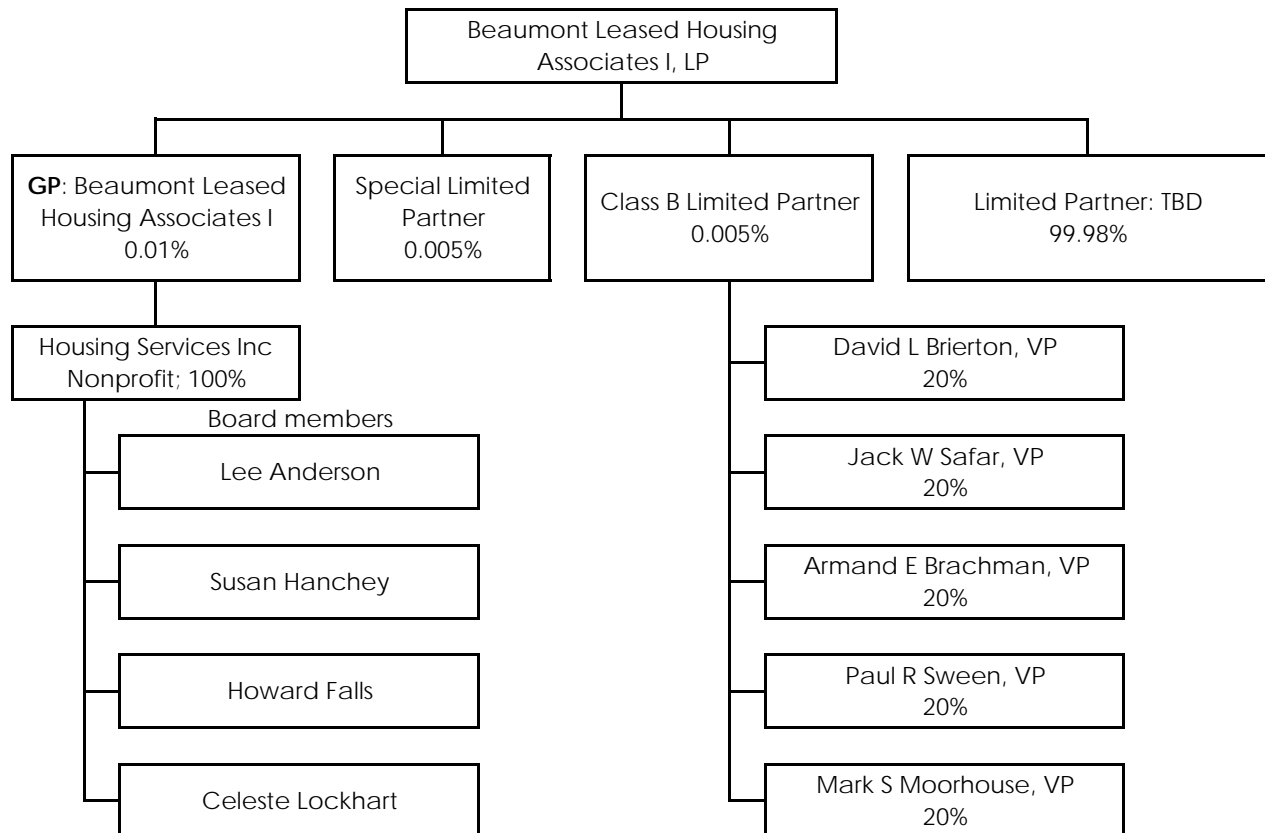 Beaumont Leased Housing
Associates I, LP
GP: Beaumont Leased
Housing Associates I
0.01%
Special Limited
Partner
0.005%
Class B Limited Partner
0.005%
Limited Partner: TBD
99.98%
Housing Services Inc
Nonprofit; 100%
Board members
Lee Anderson
Susan Hanchey
Howard Falls
Celeste Lockhart
David L Brierton, VP
20%
Jack W Safar, VP
20%
Armand E Brachman, VP
20%
Paul R Sween, VP
20%
Mark S Moorhouse, VP
20%